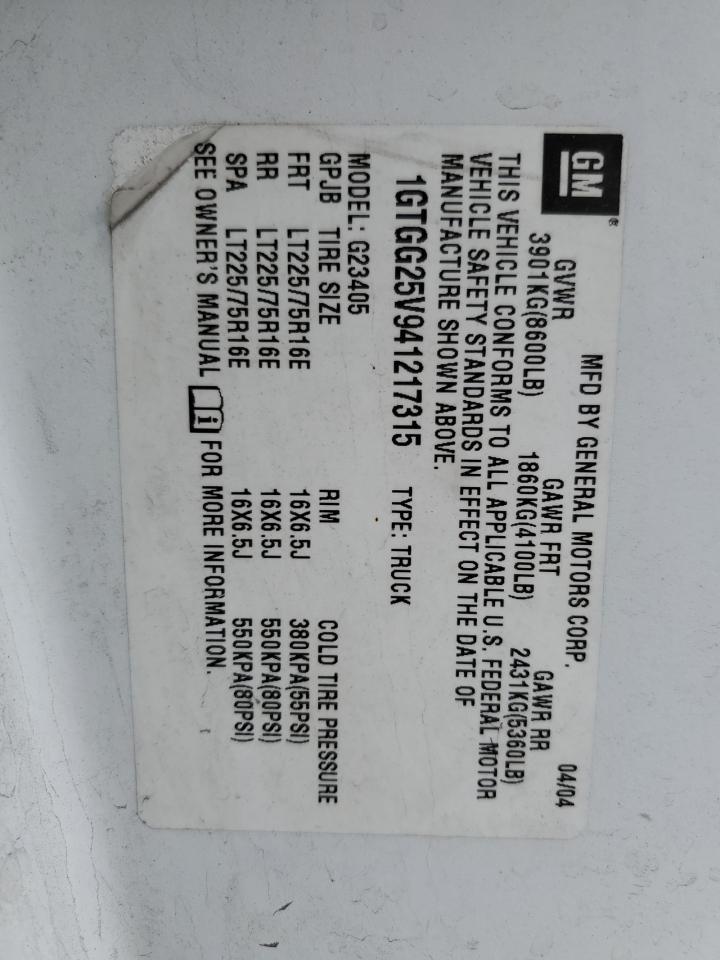 GM®
MFD BY GENERAL MOTORS CORP. 04/04
GVWR GAWR FRT GAWR RR
3901KG(8600LB) 1860KG(4100LB) 2431KG(5360LB)
THIS VEHICLE CONFORMS TO ALL APPLICABLE U.S. FEDERAL MOTOR
VEHICLE SAFETY STANDARDS IN EFFECT ON THE DATE OF
MANUFACTURE SHOWN ABOVE.
1GTGG25V941217315 TYPE: TRUCK
MODEL: G23405
GPJB TIRE SIZE RIM COLD TIRE PRESSURE
FRT LT225/75R16E 16X6.5J 380KPA(55PSI)
RR LT225/75R16E 16X6.5J 550KPA(80PSI)
SPA LT225/75R16E 16X6.5J 550KPA(80PSI)
SEE OWNER'S MANUAL i FOR MORE INFORMATION.